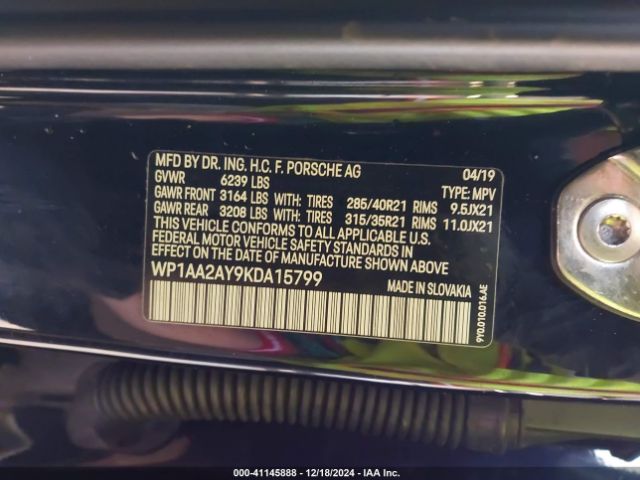 MFD BY DR. ING. H.C. F. PORSCHE AG 04/19
GVWR 6239 LBS TYPE: MPV
GAWR FRONT 3164 LBS WITH: TIRES 285/40R21 RIMS 9.5JX21
GAWR REAR 3208 LBS WITH: TIRES 315/35R21 RIMS 11.0JX21
THIS VEHICLE CONFORMS TO ALL APPLICABLE U.S.
FEDERAL MOTOR VEHICLE SAFETY STANDARDS IN
EFFECT ON THE DATE OF MANUFACTURE SHOWN ABOVE.
WP1AA2AY9KDA15799 MADE IN SLOVAKIA
9Y0.010.016.AE
000-41145888 - 12/18/2024 - IAA Inc.